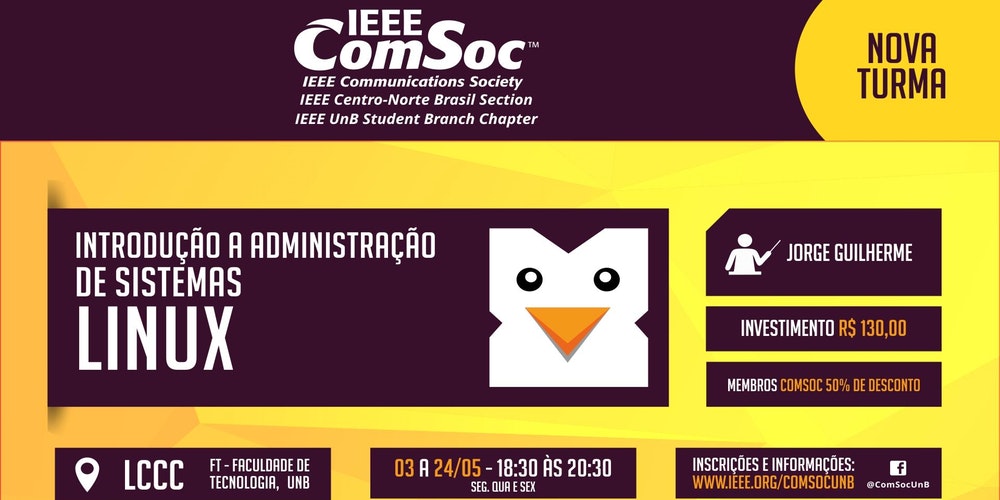 IEEE
ComSoc™
IEEE Communications Society
IEEE Centro-Norte Brasil Section
IEEE UnB Student Branch Chapter
NOVA
TURMA
INTRODUÇÃO A ADMINISTRAÇÃO
DE SISTEMAS
LINUX
JORGE GUILHERME
INVESTIMENTO R$ 130,00
MEMBROS COMSOC 50% DE DESCONTO
LCCC
FT - FACULDADE DE
TECNOLOGIA, UNB
03 A 24/05 - 18:30 ÀS 20:30
SEG. QUA E SEX
INSCRIÇÕES E INFORMAÇÕES:
WWW.IEEE.ORG/COMSOCUNB
@ComSocUnB